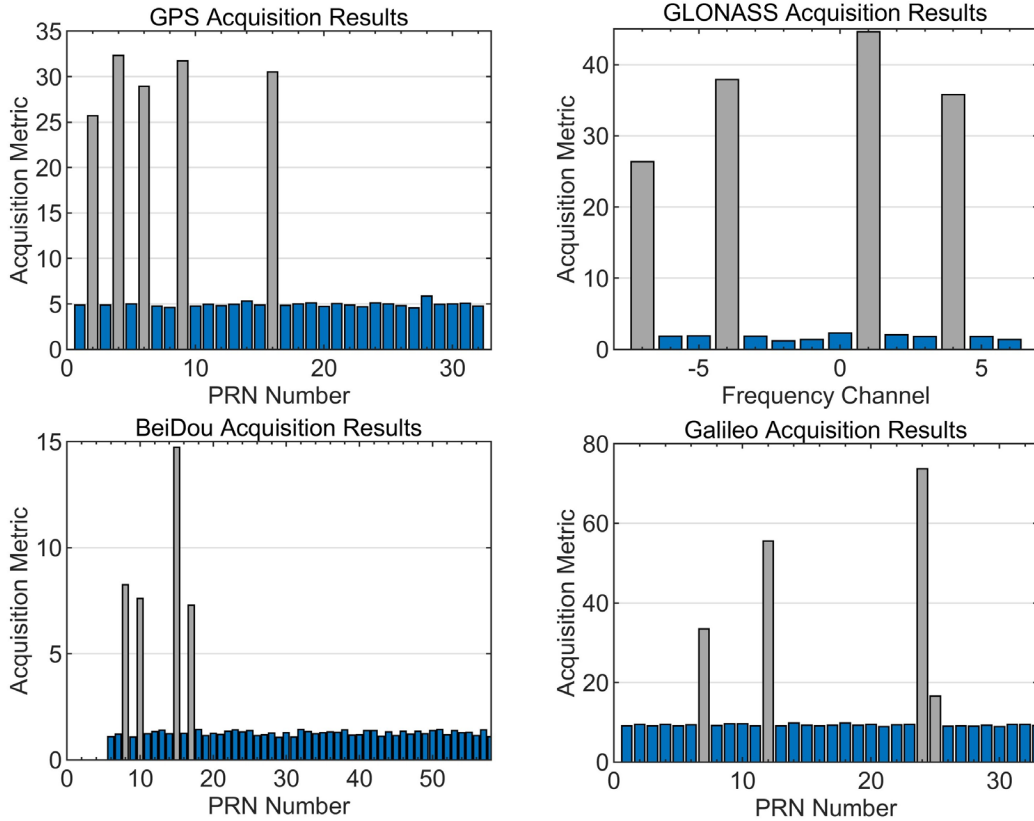 GPS Acquisition Results
35
30
25
20
15
10
5
0
Acquisition Metric
10 20 30
PRN Number
GLONASS Acquisition Results
40
30
20
10
0
Acquisition Metric
-5 0 5
Frequency Channel
BeiDou Acquisition Results
15
10
5
0
Acquisition Metric
0 10 20 30 40 50
PRN Number
Galileo Acquisition Results
80
60
40
20
0
Acquisition Metric
10 20 30
PRN Number